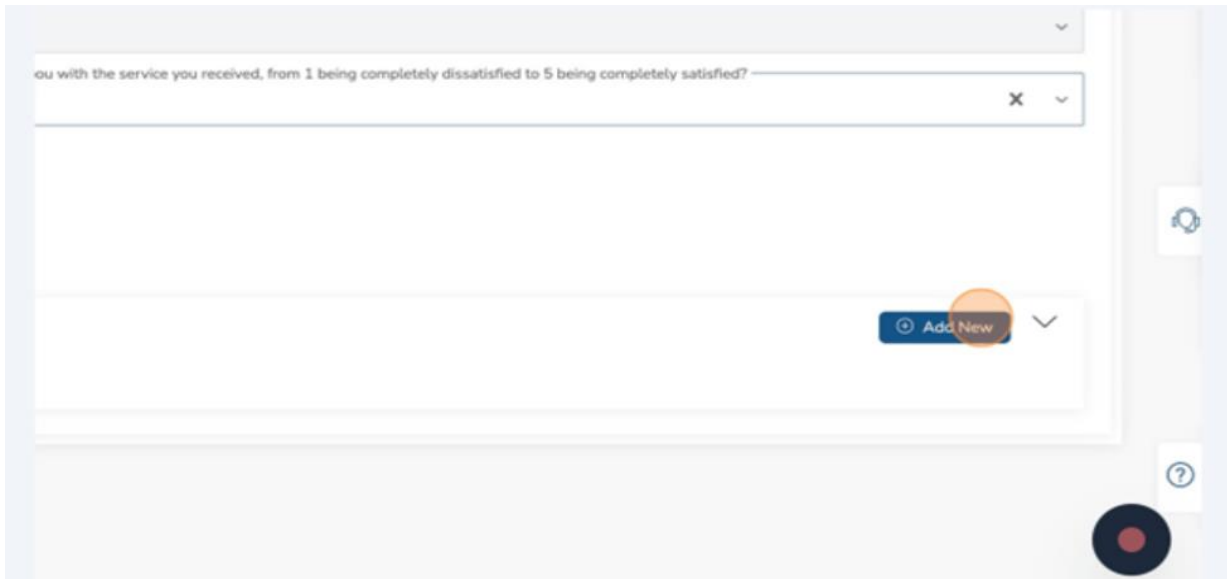 ou with the service you received, from 1 being completely dissatisfied to 5 being completely satisfied?
Add New